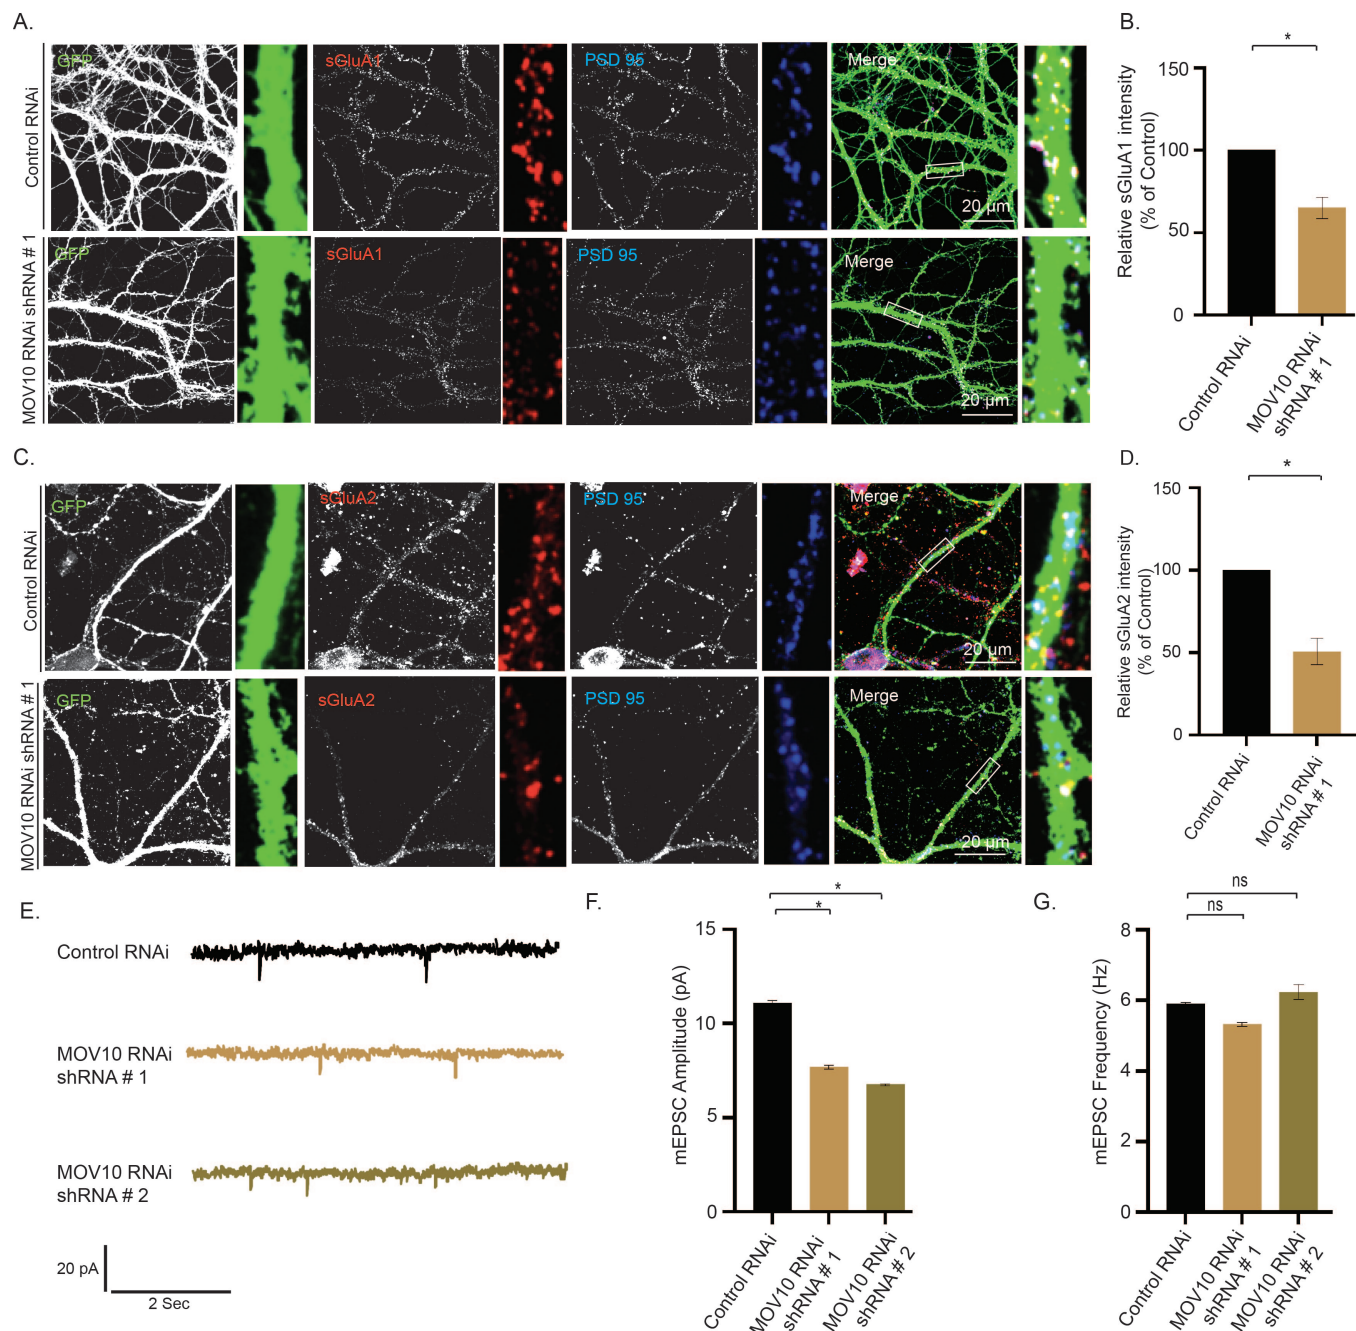 A.
Control RNAi
GFP
sGluA1
PSD 95
Merge
20 µm
MOV10 RNAi shRNA # 1
GFP
sGluA1
PSD 95
Merge
20 µm
B.
*
Relative sGluA1 intensity
(% of Control)
150
100
50
0
Control RNAi
MOV10 RNAi
shRNA # 1
C.
Control RNAi
GFP
sGluA2
PSD 95
Merge
20 µm
MOV10 RNAi shRNA # 1
GFP
sGluA2
PSD 95
Merge
20 µm
D.
*
Relative sGluA2 intensity
(% of Control)
150
100
50
0
Control RNAi
MOV10 RNAi
shRNA # 1
E.
Control RNAi
MOV10 RNAi
shRNA # 1
MOV10 RNAi
shRNA # 2
20 pA
2 Sec
F.
*
*
mEPSC Amplitude (pA)
15
10
5
0
Control RNAi
MOV10 RNAi
shRNA # 1
MOV10 RNAi
shRNA # 2
G.
ns
ns
mEPSC Frequency (Hz)
8
6
4
2
0
Control RNAi
MOV10 RNAi
shRNA # 1
MOV10 RNAi
shRNA # 2